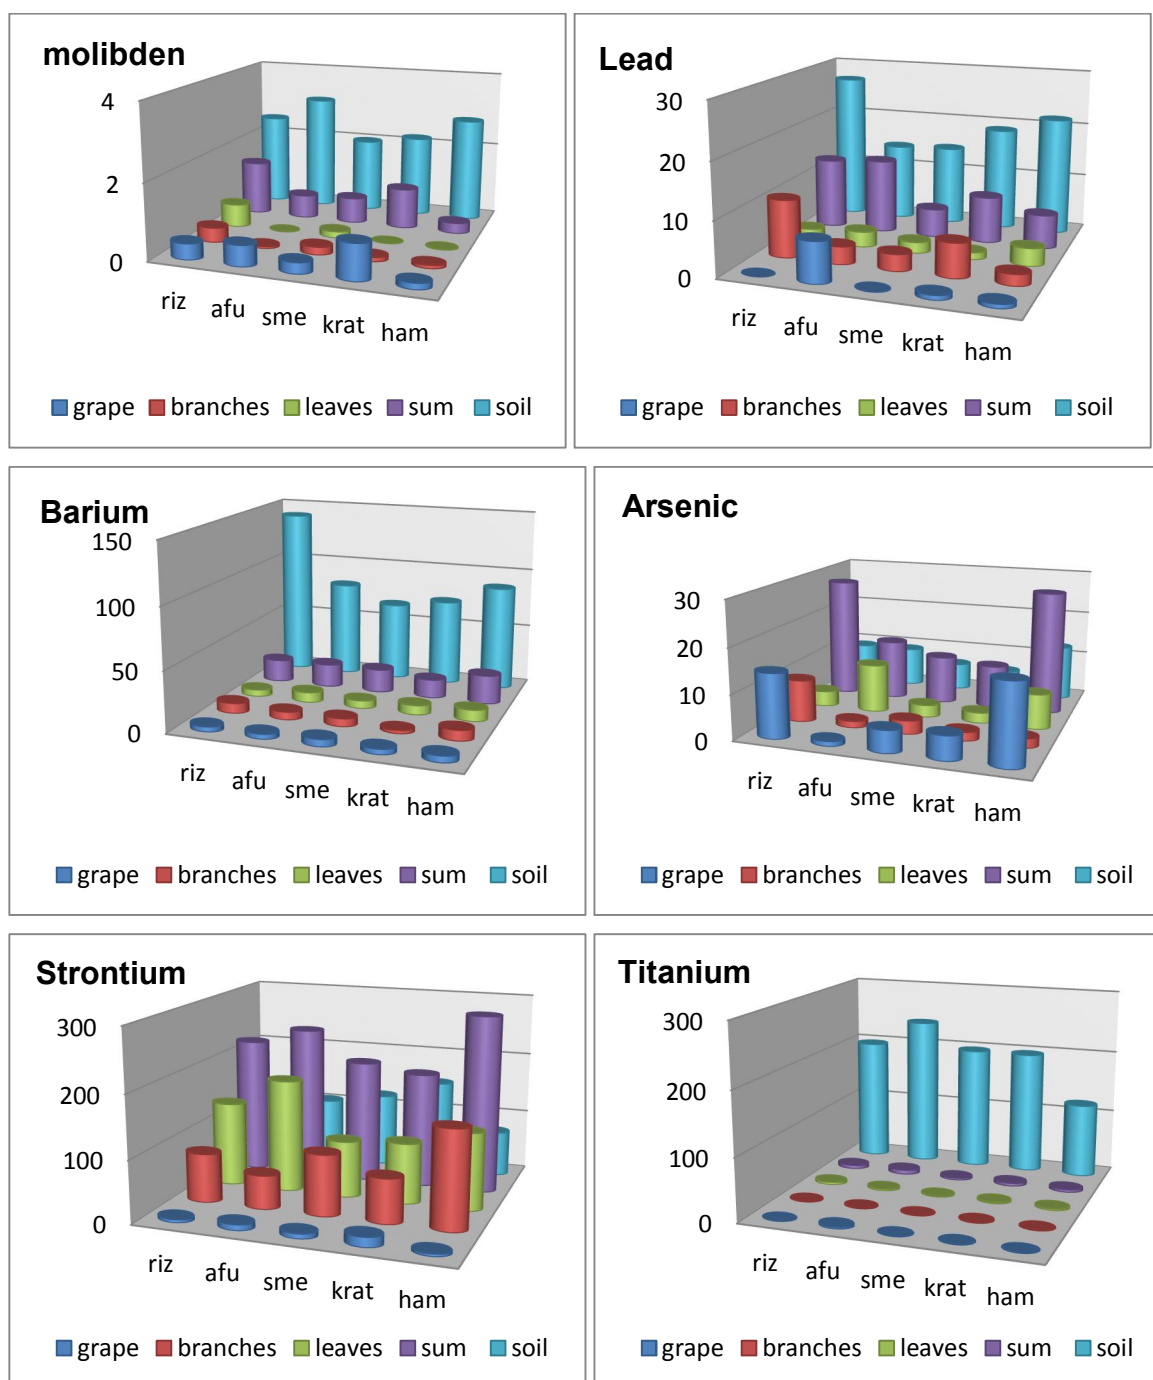 molibden
4
2
0
riz afu sme krat ham
grape branches leaves sum soil
Lead
30
20
10
0
riz afu sme krat ham
grape branches leaves sum soil
Barium
150
100
50
0
riz afu sme krat ham
grape branches leaves sum soil
Arsenic
30
20
10
0
riz afu sme krat ham
grape branches leaves sum soil
Strontium
300
200
100
0
riz afu sme krat ham
grape branches leaves sum soil
Titanium
300
200
100
0
riz afu sme krat ham
grape branches leaves sum soil